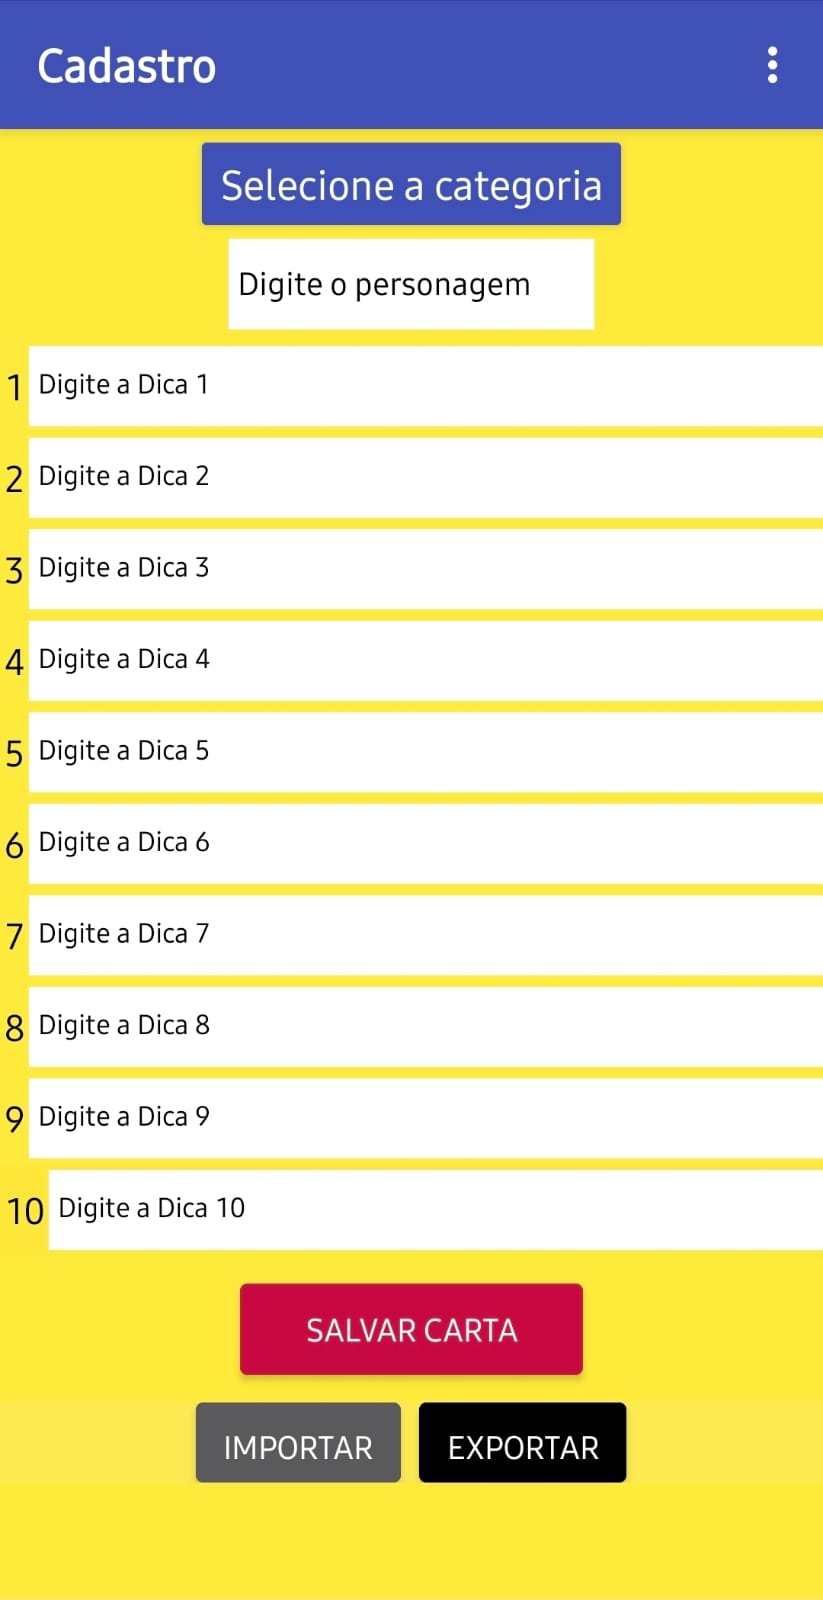 Cadastro
Selecione a categoria
Digite o personagem
1 Digite a Dica 1
2 Digite a Dica 2
3 Digite a Dica 3
4 Digite a Dica 4
5 Digite a Dica 5
6 Digite a Dica 6
7 Digite a Dica 7
8 Digite a Dica 8
9 Digite a Dica 9
10 Digite a Dica 10
SALVAR CARTA
IMPORTAR EXPORTAR